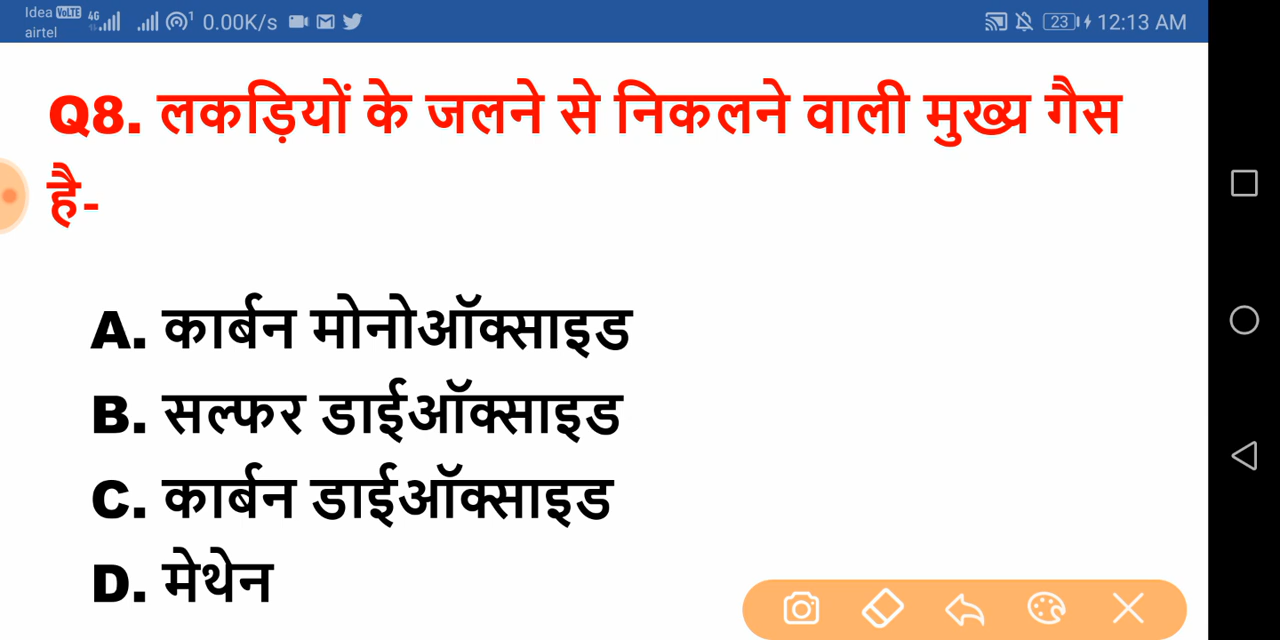 Idea VoLTE 4G 1 0.00K/s 23 12:13 AM
airtel
Q8. लकड़ियों के जलने से निकलने वाली मुख्य गैस
है-
A. कार्बन मोनोऑक्साइड
B. सल्फर डाईऑक्साइड
C. कार्बन डाईऑक्साइड
D. मेथेन